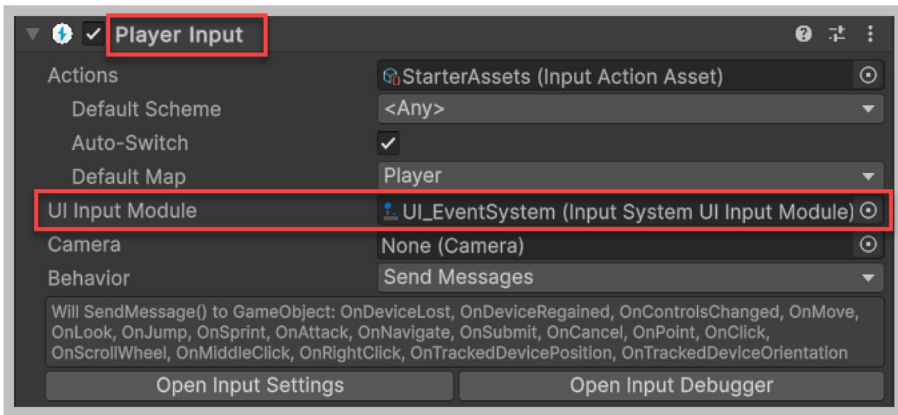 Player Input
Actions StarterAssets (Input Action Asset)
Default Scheme <Any>
Auto-Switch
Default Map Player
UI Input Module UI_EventSystem (Input System UI Input Module)
Camera None (Camera)
Behavior Send Messages
Will SendMessage() to GameObject: OnDeviceLost, OnDeviceRegained, OnControlsChanged, OnMove,
OnLook, OnJump, OnSprint, OnAttack, OnNavigate, OnSubmit, OnCancel, OnPoint, OnClick,
OnScrollWheel, OnMiddleClick, OnRightClick, OnTrackedDevicePosition, OnTrackedDeviceOrientation
Open Input Settings Open Input Debugger